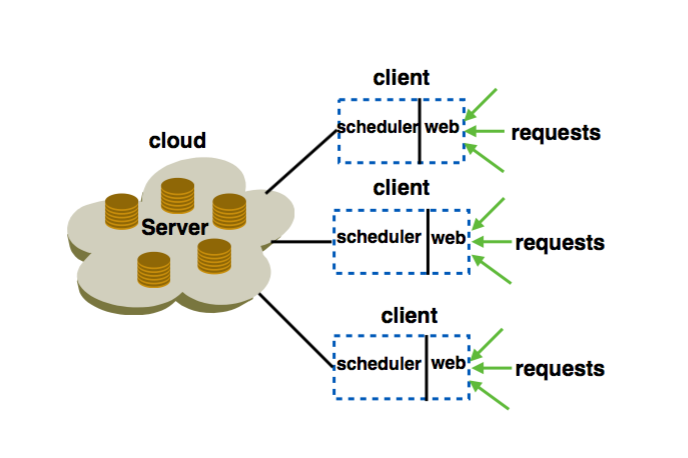 cloud
Server
client
scheduler web
requests
client
scheduler web
requests
client
scheduler web
requests